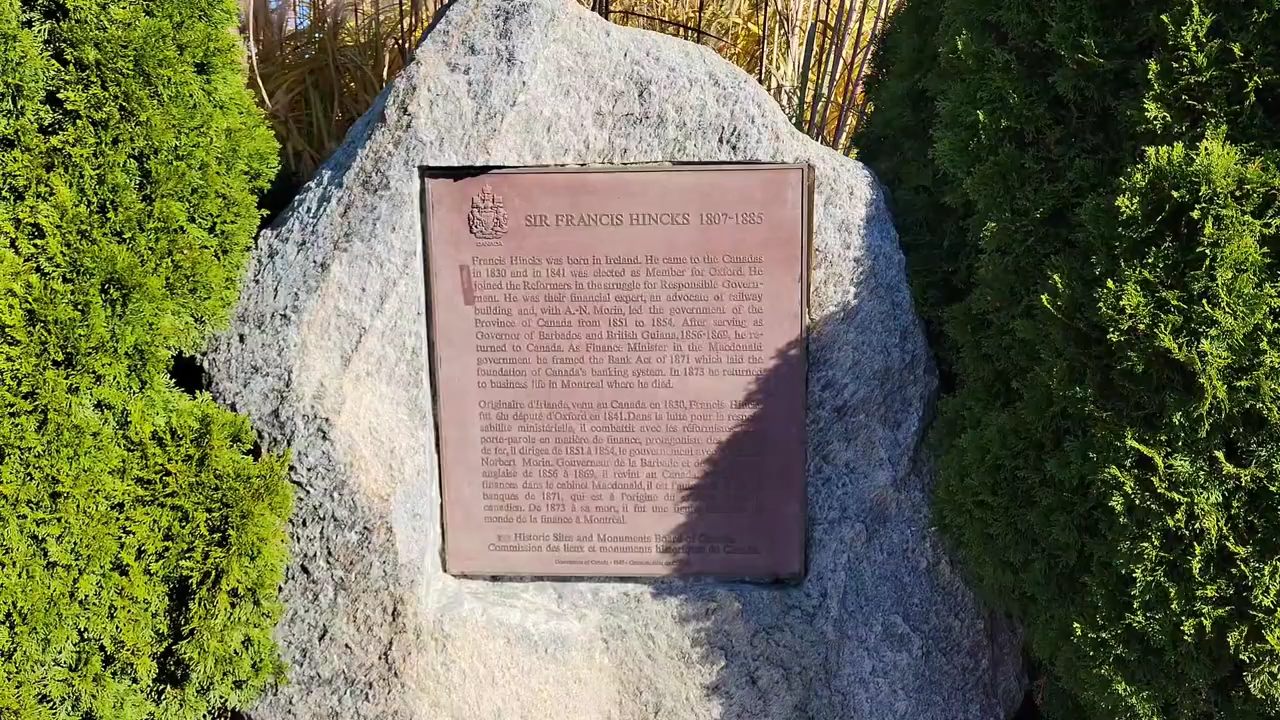 SIR FRANCIS HINCKS 1807-1885
CANADA
Francis Hincks was born in Ireland. He came to the Canadas
in 1830 and in 1841 was elected as Member for Oxford. He
joined the Reformers in the struggle for Responsible Govern-
ment. He was their financial expert, an advocate of railway
building and, with A.-N. Morin, led the government of the
Province of Canada from 1851 to 1854. After serving as
Governor of Barbados and British Guiana, 1856-1869, he re-
turned to Canada. As Finance Minister in the Macdonald
government he framed the Bank Act of 1871 which laid the
foundation of Canada's banking system. In 1873 he returned
to business life in Montreal where he died.
Originaire d'Irlande, venu au Canada en 1830, Francis Hincks
fut élu député d'Oxford en 1841. Dans la lutte pour la respon-
sabilité ministérielle, il combattit avec les réformistes
porte-parole en matière de finance, protagoniste des
de fer, il dirigea de 1851 à 1854, le gouvernement avec
Norbert Morin. Gouverneur de la Barbade et de
anglaise de 1856 à 1869, il revint au Canada
finances dans le cabinet Macdonald, il est l'auteur
banques de 1871, qui est à l'origine du
canadien. De 1873 à sa mort, il fut une
monde de la finance à Montréal.
Historic Sites and Monuments Board of Canada
Commission des lieux et monuments historiques du Canada
Government of Canada